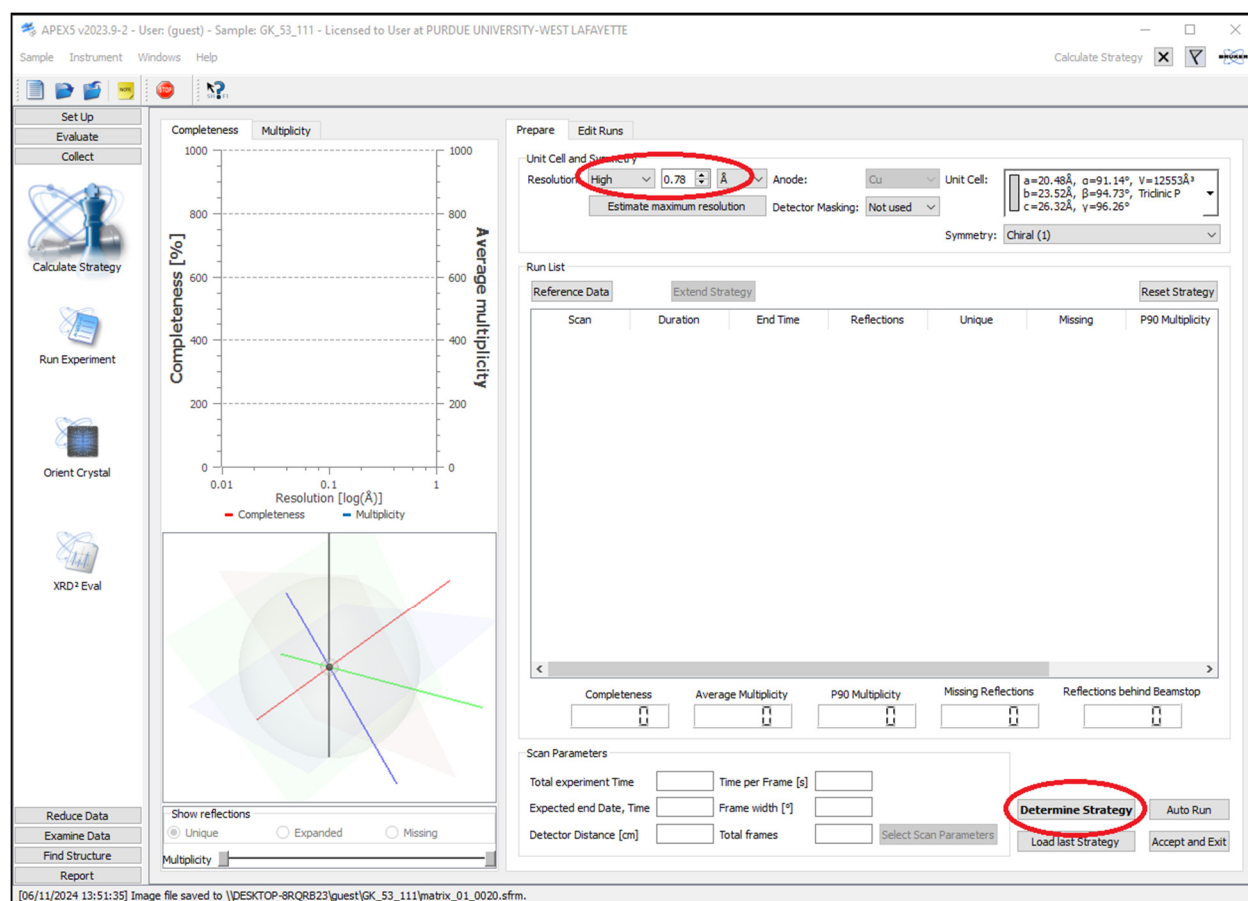 APEX5 v2023.9-2 - User: (guest) - Sample: GK_53_111 - Licensed to User at PURDUE UNIVERSITY-WEST LAFAYETTE
Sample Instrument Windows Help
Calculate Strategy
NOTE
STOP
BRUKER
Set Up
Evaluate
Collect
Calculate Strategy
Run Experiment
Orient Crystal
XRD² Eval
Reduce Data
Examine Data
Find Structure
Report
Completeness Multiplicity
1000 1000
800 800
600 600
400 400
200 200
0 0
Completeness [%]
Average multiplicity
0.01 0.1 1
Resolution [log(Å)]
Completeness Multiplicity
Show reflections
Unique Expanded Missing
Multiplicity
Prepare Edit Runs
Unit Cell and Symmetry
Resolution High 0.78 Å Anode: Cu Unit Cell:
a=20.48Å, α=91.14°, V=12553Å³
b=23.52Å, β=94.73°, Triclinic P
c=26.32Å, γ=96.26°
Estimate maximum resolution Detector Masking: Not used
Symmetry: Chiral (1)
Run List
Reference Data Extend Strategy Reset Strategy
Scan Duration End Time Reflections Unique Missing P90 Multiplicity
Completeness Average Multiplicity P90 Multiplicity Missing Reflections Reflections behind Beamstop
0 0 0 0 0
Scan Parameters
Total experiment Time Time per Frame [s]
Expected end Date, Time Frame width [°]
Detector Distance [cm] Total frames Select Scan Parameters
Determine Strategy Auto Run
Load last Strategy Accept and Exit
[06/11/2024 13:51:35] Image file saved to \\DESKTOP-8RQRB23\guest\GK_53_111\matrix_01_0020.sfrm.